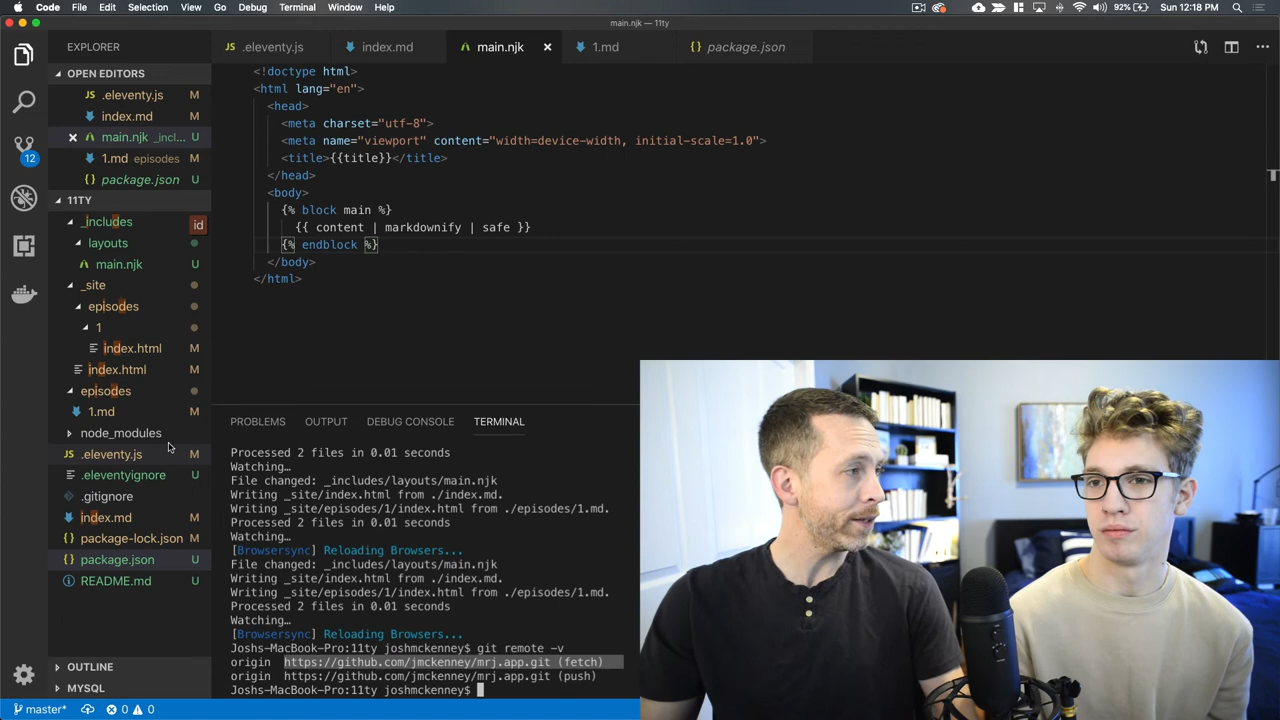 Code File Edit Selection View Go Debug Terminal Window Help 92% Sun 12:18 PM
main.njk — 11ty
EXPLORER
.eleventy.js index.md main.njk 1.md package.json
OPEN EDITORS
.eleventy.js M
index.md M
main.njk _incl... U
1.md episodes M
package.json U
11TY
_includes
id
layouts
main.njk U
_site
episodes
1
index.html M
index.html M
episodes
1.md M
node_modules
.eleventy.js M
.eleventyignore U
.gitignore
index.md M
package-lock.json M
package.json U
README.md U
OUTLINE
MYSQL
12
<!doctype html>
<html lang="en">
<head>
<meta charset="utf-8">
<meta name="viewport" content="width=device-width, initial-scale=1.0">
<title>{{title}}</title>
</head>
<body>
{% block main %}
{{ content | markdownify | safe }}
{% endblock %}
</body>
</html>
PROBLEMS OUTPUT DEBUG CONSOLE TERMINAL
Processed 2 files in 0.01 seconds
Watching…
File changed: _includes/layouts/main.njk
Writing _site/index.html from ./index.md.
Writing _site/episodes/1/index.html from ./episodes/1.md.
Processed 2 files in 0.01 seconds
Watching…
[Browsersync] Reloading Browsers...
File changed: _includes/layouts/main.njk
Writing _site/index.html from ./index.md.
Writing _site/episodes/1/index.html from ./episodes/1.md.
Processed 2 files in 0.01 seconds
Watching…
[Browsersync] Reloading Browsers...
Joshs-MacBook-Pro:11ty joshmckenney$ git remote -v
origin https://github.com/jmckenney/mrj.app.git (fetch)
origin https://github.com/jmckenney/mrj.app.git (push)
Joshs-MacBook-Pro:11ty joshmckenney$
master* 0 0